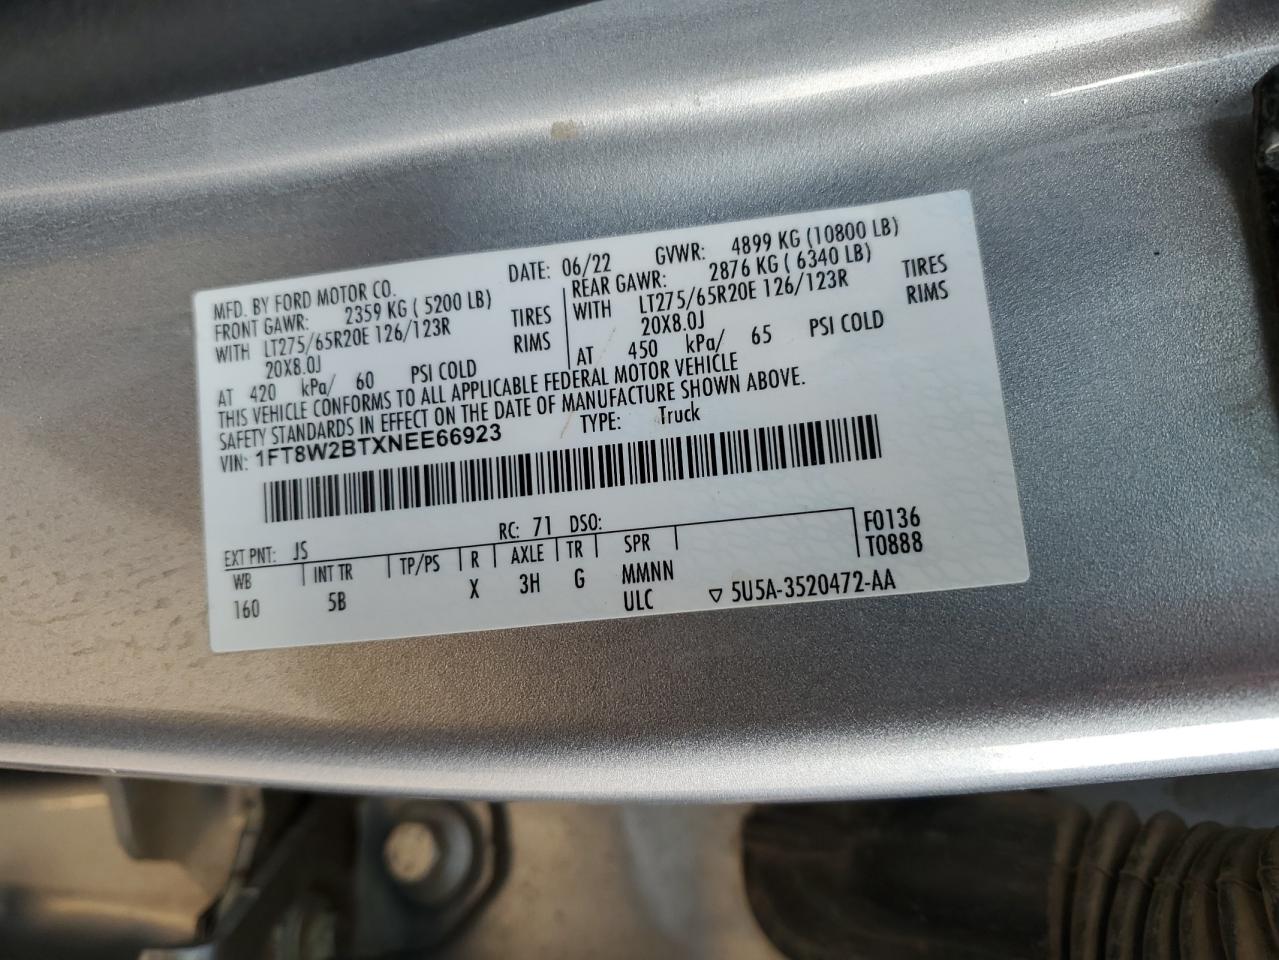 MFD. BY FORD MOTOR CO. DATE: 06/22 GVWR: 4899 KG (10800 LB)
FRONT GAWR: 2359 KG ( 5200 LB) REAR GAWR: 2876 KG ( 6340 LB)
WITH LT275/65R20E 126/123R TIRES WITH LT275/65R20E 126/123R TIRES
20X8.0J RIMS 20X8.0J RIMS
AT 420 kPa/ 60 PSI COLD AT 450 kPa/ 65 PSI COLD
THIS VEHICLE CONFORMS TO ALL APPLICABLE FEDERAL MOTOR VEHICLE
SAFETY STANDARDS IN EFFECT ON THE DATE OF MANUFACTURE SHOWN ABOVE.
VIN: 1FT8W2BTXNEE66923 TYPE: Truck
EXT PNT: JS RC: 71 DSO: F0136
WB INT TR TP/PS R AXLE TR SPR T0888
160 5B X 3H G MMNN
ULC ▽ 5U5A-3520472-AA